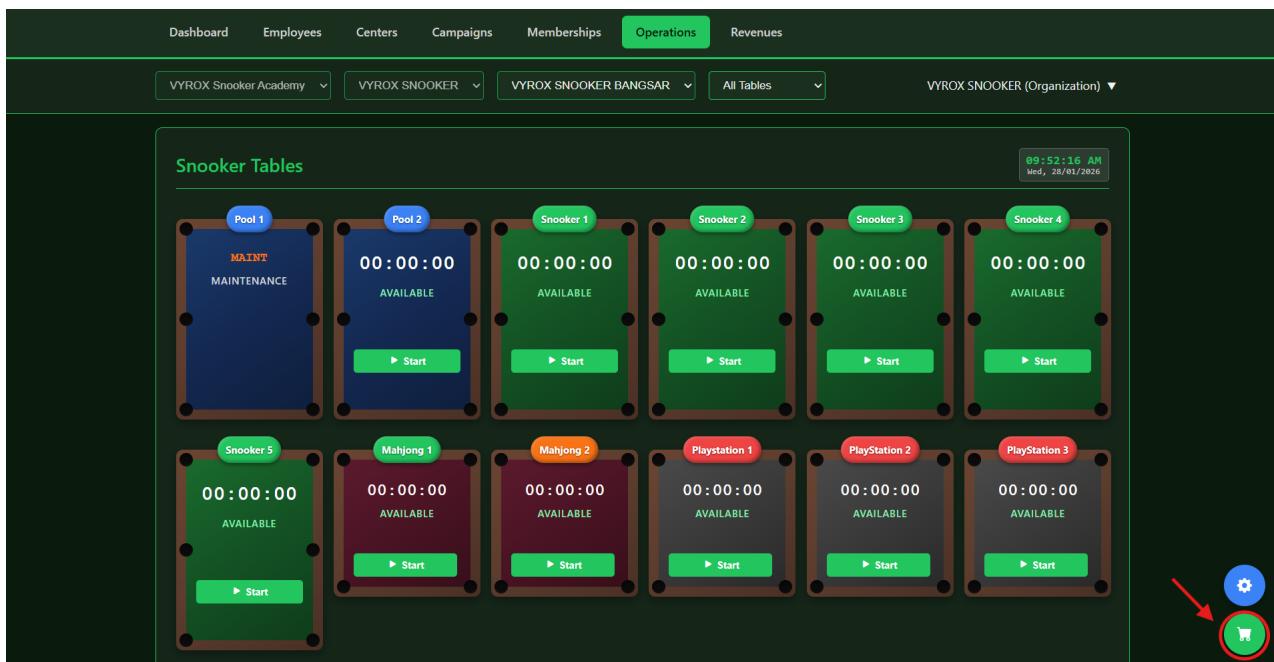 Dashboard Employees Centers Campaigns Memberships Operations Revenues
VYROX Snooker Academy VYROX SNOOKER VYROX SNOOKER BANGSAR All Tables VYROX SNOOKER (Organization) ▼
Snooker Tables
09:52:16 AM
Wed, 28/01/2026
Pool 1 Pool 2 Snooker 1 Snooker 2 Snooker 3 Snooker 4
MAINT 00:00:00 00:00:00 00:00:00 00:00:00 00:00:00
MAINTENANCE AVAILABLE AVAILABLE AVAILABLE AVAILABLE AVAILABLE
▶ Start ▶ Start ▶ Start ▶ Start ▶ Start
Snooker 5 Mahjong 1 Mahjong 2 Playstation 1 PlayStation 2 PlayStation 3
00:00:00 00:00:00 00:00:00 00:00:00 00:00:00 00:00:00
AVAILABLE AVAILABLE AVAILABLE AVAILABLE AVAILABLE AVAILABLE
▶ Start ▶ Start ▶ Start ▶ Start ▶ Start ▶ Start